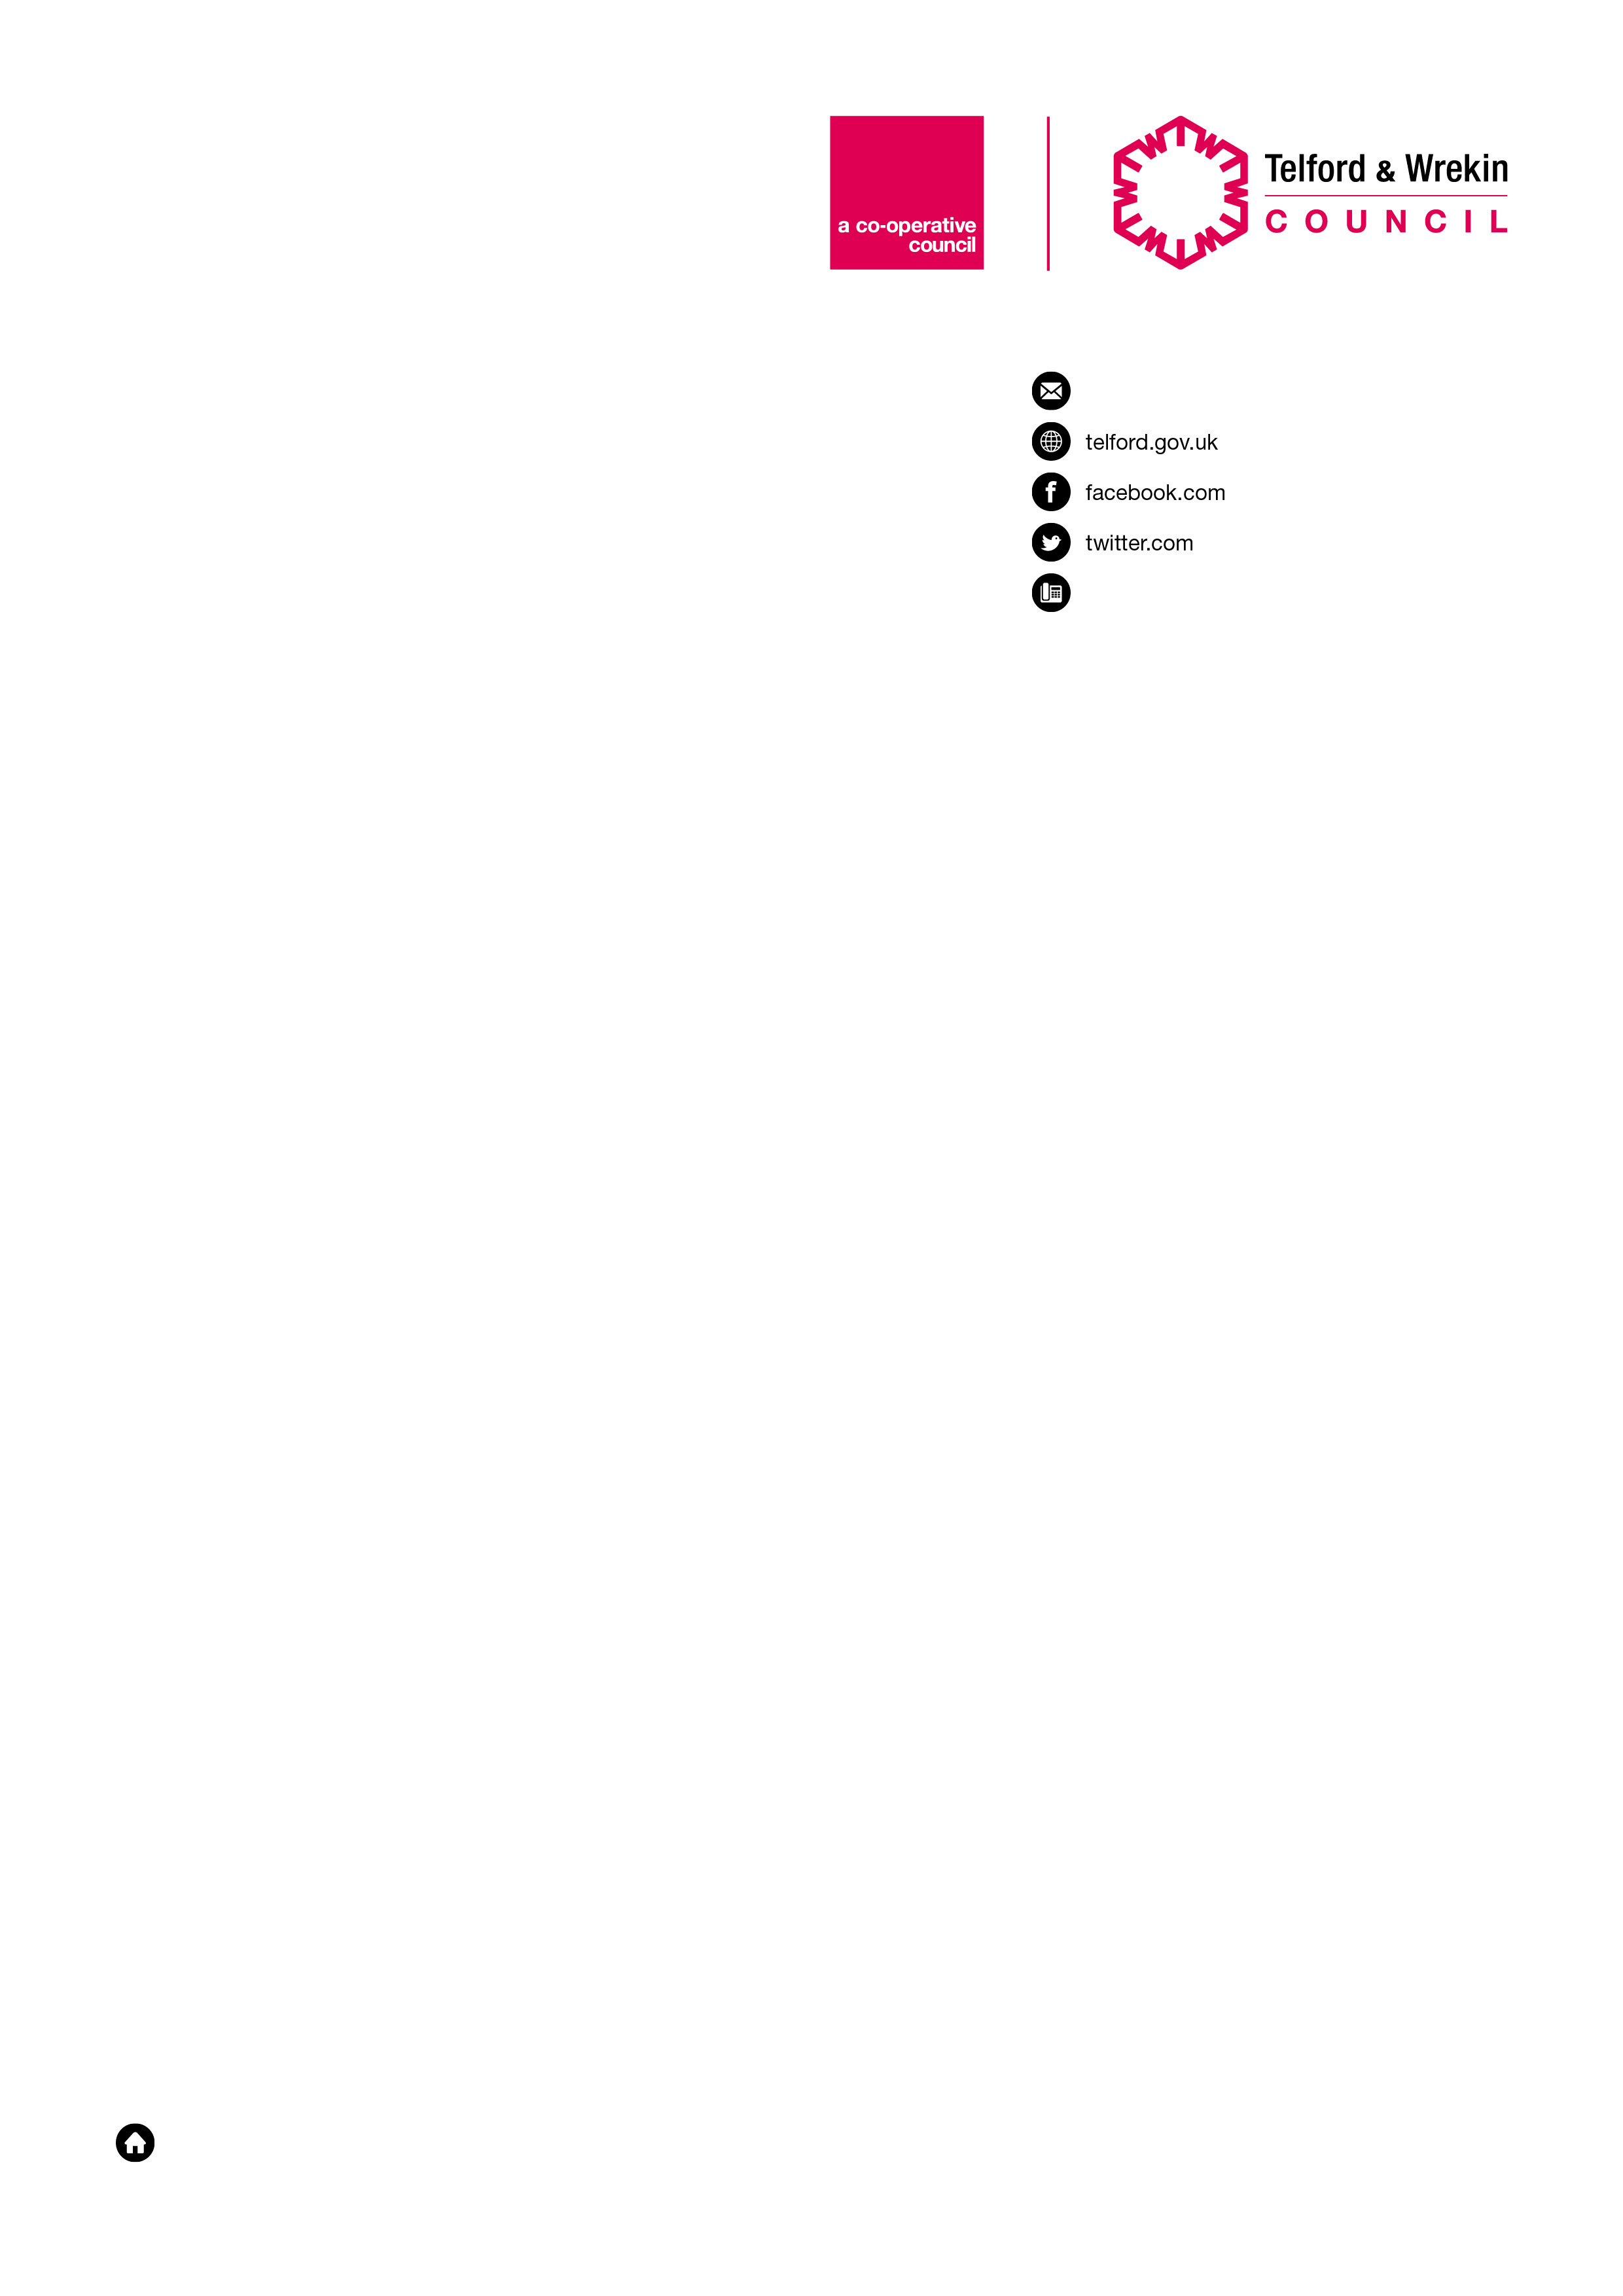 a co-operative
council
Telford & Wrekin
COUNCIL
telford.gov.uk
facebook.com
twitter.com